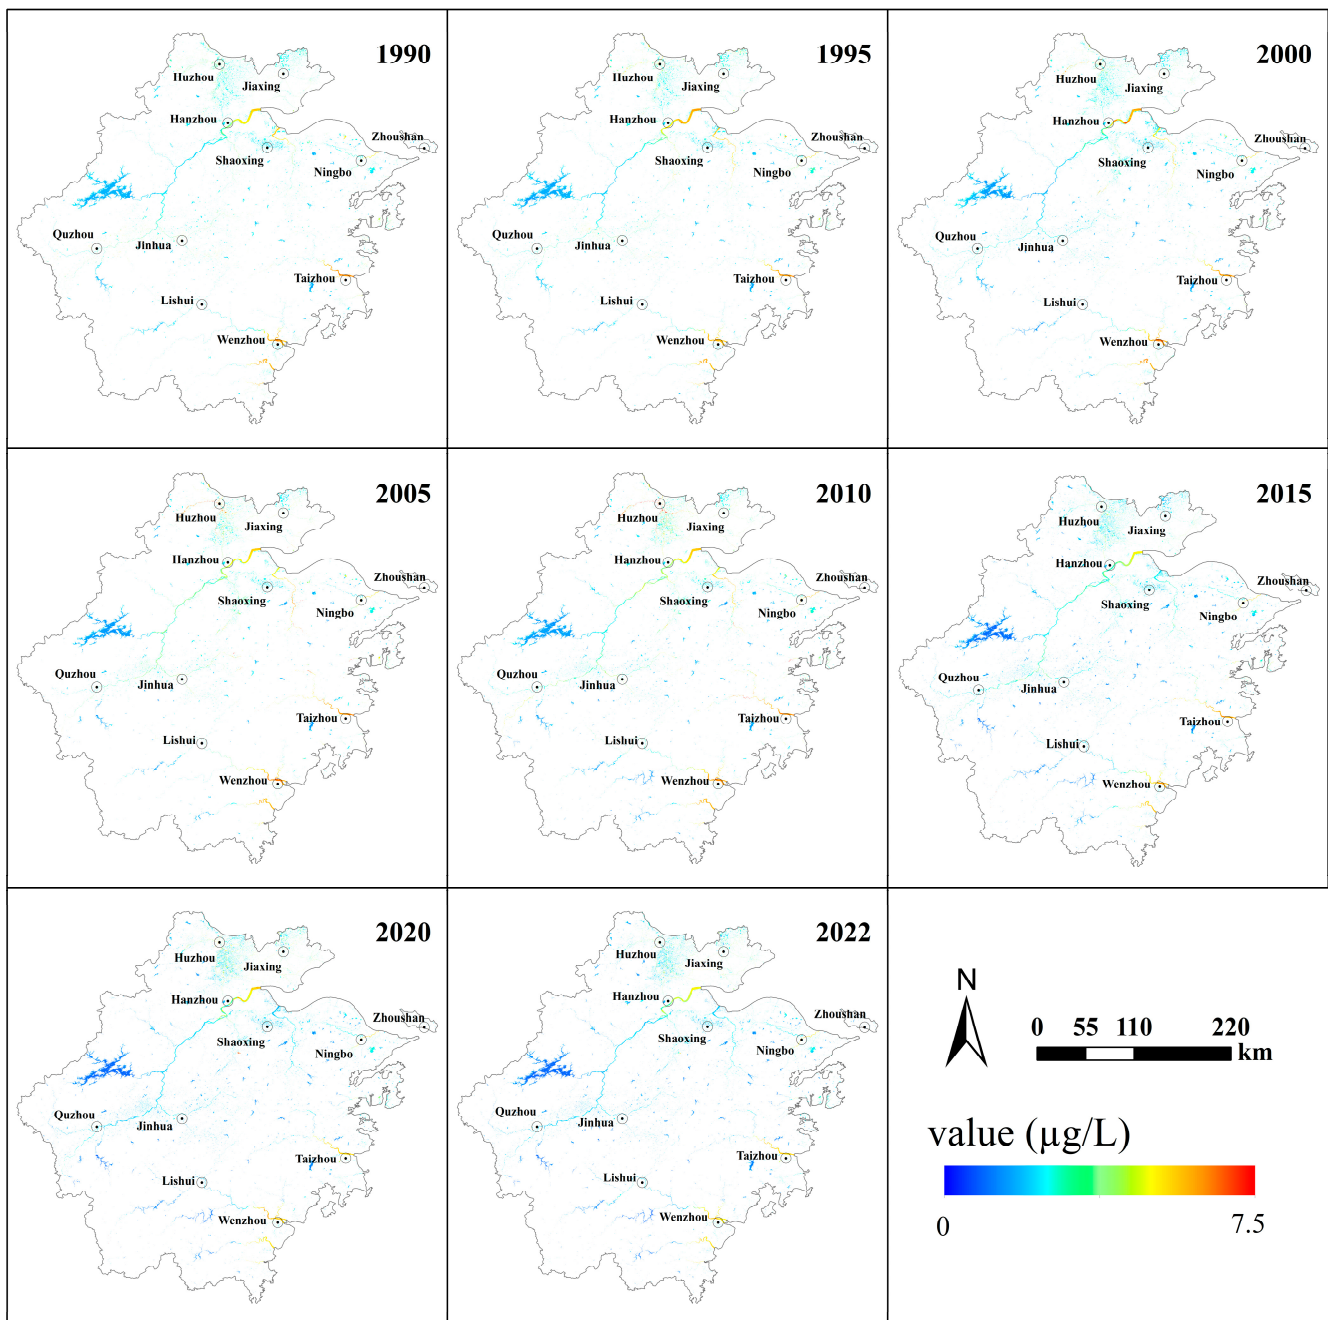 1990
Huzhou
Jiaxing
Hanzhou
Zhoushan
Shaoxing
Ningbo
Quzhou
Jinhua
Taizhou
Lishui
Wenzhou
1995
Huzhou
Jiaxing
Hanzhou
Zhoushan
Shaoxing
Ningbo
Quzhou
Jinhua
Taizhou
Lishui
Wenzhou
2000
Huzhou
Jiaxing
Hanzhou
Zhoushan
Shaoxing
Ningbo
Quzhou
Jinhua
Taizhou
Lishui
Wenzhou
2005
Huzhou
Jiaxing
Hanzhou
Zhoushan
Shaoxing
Ningbo
Quzhou
Jinhua
Taizhou
Lishui
Wenzhou
2010
Huzhou
Jiaxing
Hanzhou
Zhoushan
Shaoxing
Ningbo
Quzhou
Jinhua
Taizhou
Lishui
Wenzhou
2015
Huzhou
Jiaxing
Hanzhou
Zhoushan
Shaoxing
Ningbo
Quzhou
Jinhua
Taizhou
Lishui
Wenzhou
2020
Huzhou
Jiaxing
Hanzhou
Zhoushan
Shaoxing
Ningbo
Quzhou
Jinhua
Taizhou
Lishui
Wenzhou
2022
Huzhou
Jiaxing
Hanzhou
Zhoushan
Shaoxing
Ningbo
Quzhou
Jinhua
Taizhou
Lishui
Wenzhou
N
0 55 110 220
km
value (µg/L)
0 7.5